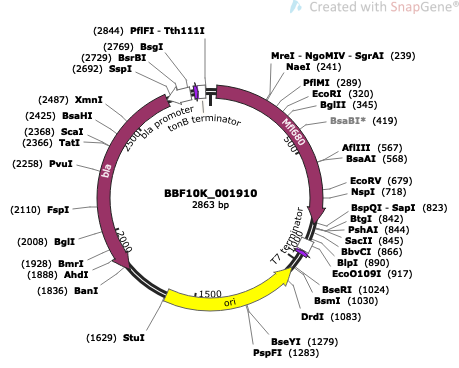 Created with SnapGene®
(2844) PflFI - Tth111I
(2769) BsgI
(2729) BsrBI
(2692) SspI
(2487) XmnI
(2425) BsaHI
(2368) ScaI
(2366) TatI
(2258) PvuI
(2110) FspI
(2008) BglI
(1928) BmrI
(1888) AhdI
(1836) BanI
(1629) StuI
MreI - NgoMIV - SgrAI (239)
NaeI (241)
PflMI (289)
EcoRI (320)
BglII (345)
BsaBI* (419)
AflIII (567)
BsaAI (568)
EcoRV (679)
NspI (718)
BspQI - SapI (823)
BtgI (842)
PshAI (844)
SacII (845)
BbvCI (866)
BlpI (890)
EcoO109I (917)
BseRI (1024)
BsmI (1030)
DrdI (1083)
BseYI (1279)
PspFI (1283)
bla promoter
tonB terminator
Mfl68
500
T7 terminator
1000
1500
ori
2000
bla
2500
BBF10K_001910
2863 bp